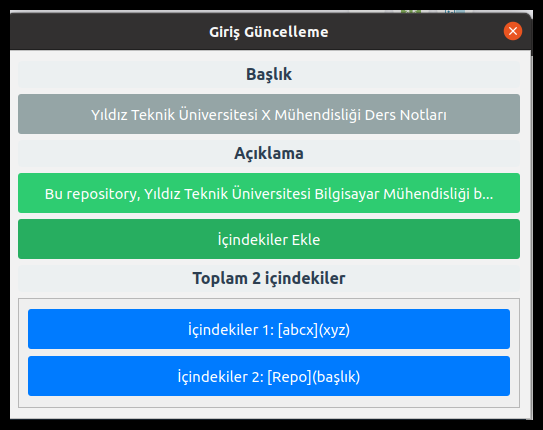 Giriş Güncelleme
Başlık
Yıldız Teknik Üniversitesi X Mühendisliği Ders Notları
Açıklama
Bu repository, Yıldız Teknik Üniversitesi Bilgisayar Mühendisliği b...
İçindekiler Ekle
Toplam 2 içindekiler
İçindekiler 1: [abcx](xyz)
İçindekiler 2: [Repo](başlık)